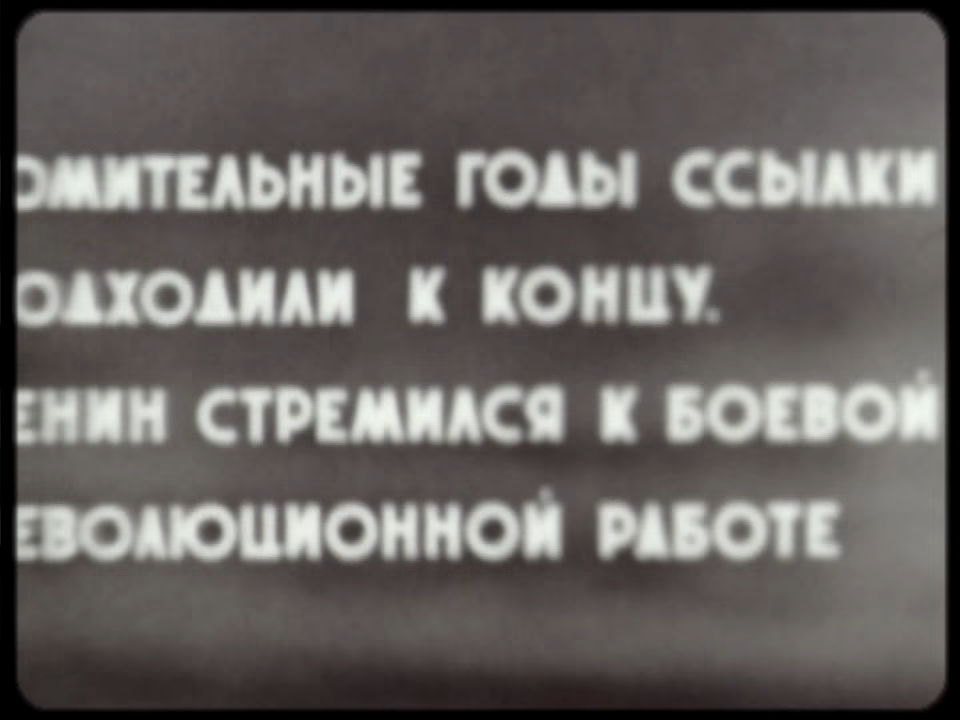 ОМИТЕЛЬНЫЕ ГОДЫ ССЫЛКИ
ОДХОДИЛИ К КОНЦУ.
ЕНИН СТРЕМИЛСЯ К БОЕВОЙ
ЕВОЛЮЦИОННОЙ РАБОТЕ